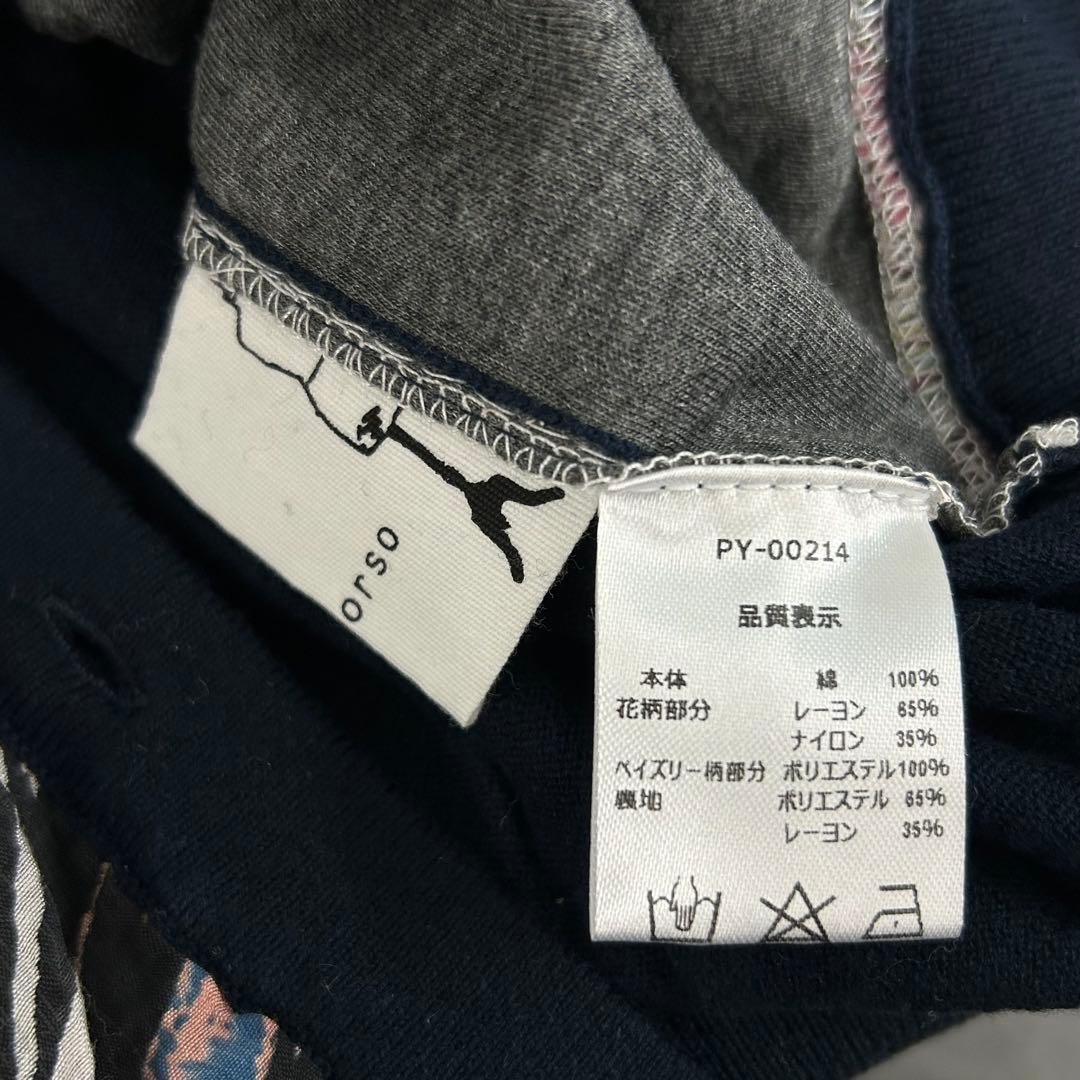 orso
PY-00214
品質表示
本体 綿 100%
花柄部分 レーヨン 65%
ナイロン 35%
ペイズリー柄部分 ポリエステル 100%
裏地 ポリエステル 65%
レーヨン 35%